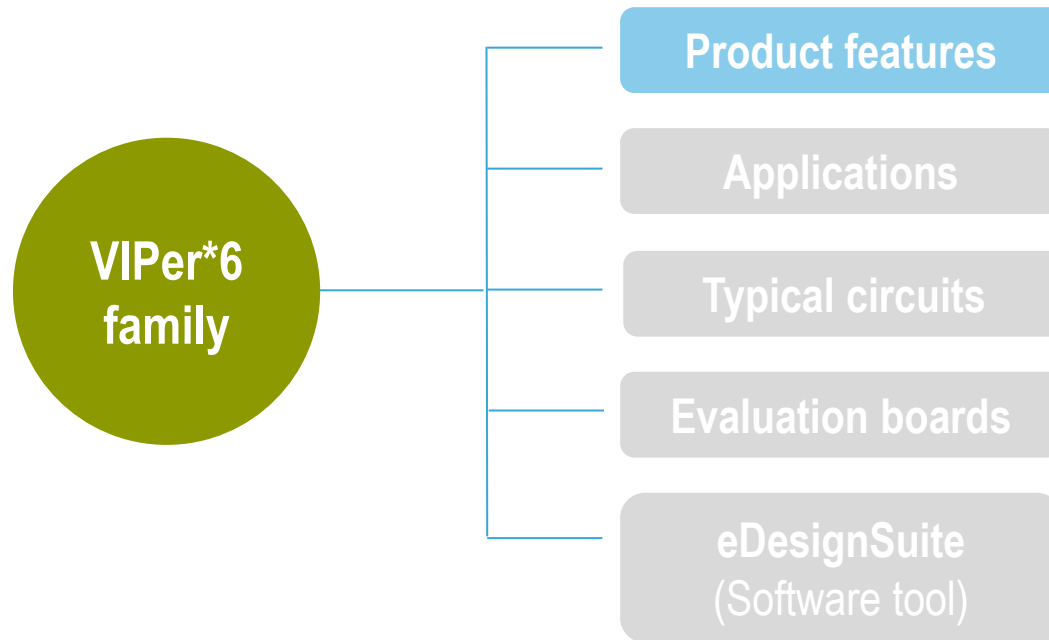 VIPer*6
family
Product features
Applications
Typical circuits
Evaluation boards
eDesignSuite
(Software tool)